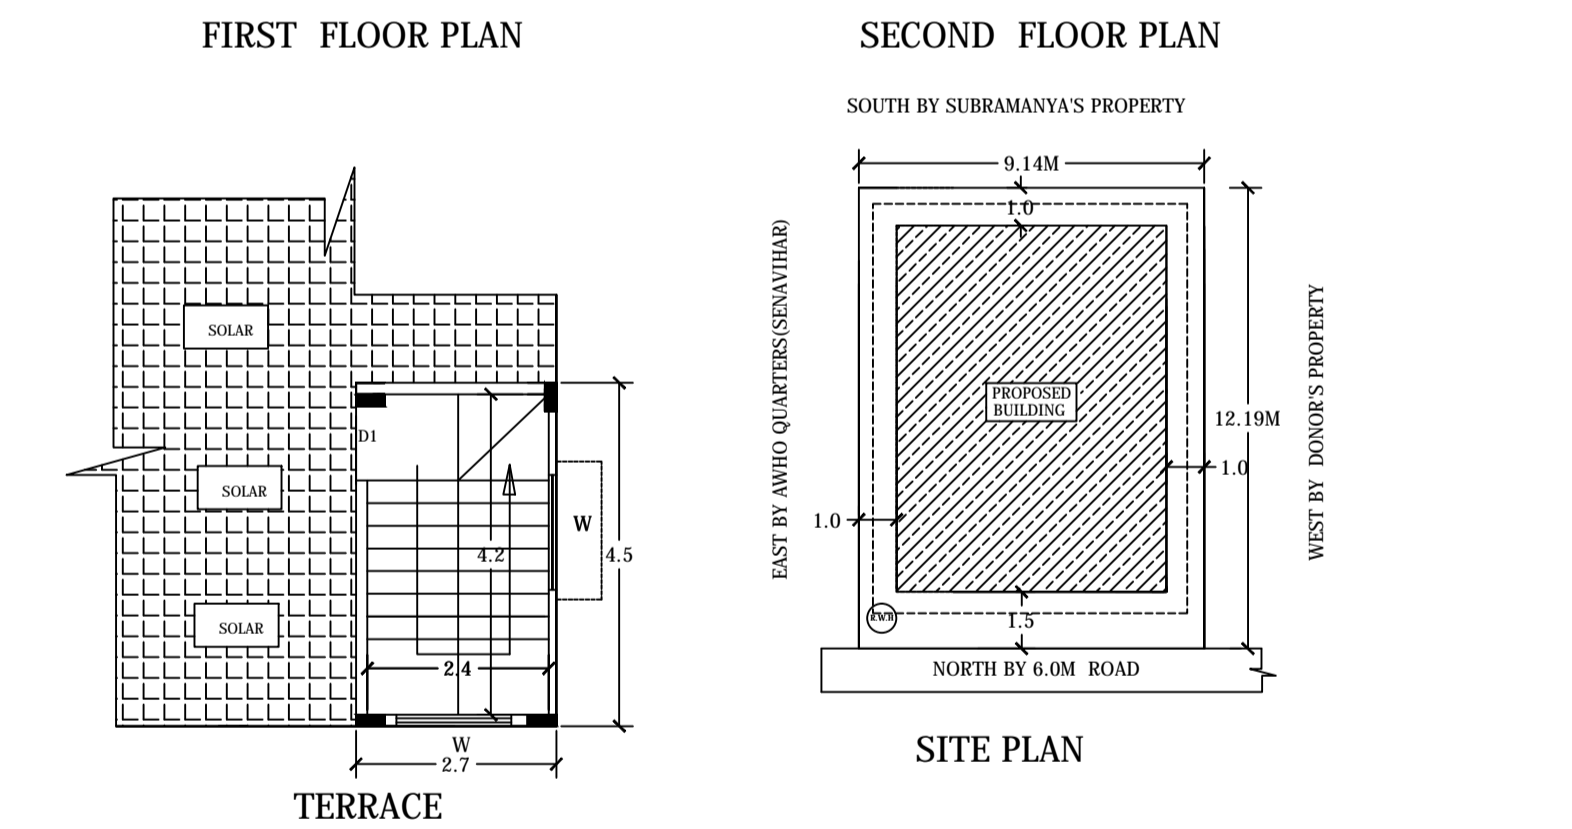 FIRST FLOOR PLAN
SECOND FLOOR PLAN
SOUTH BY SUBRAMANYA'S PROPERTY
9.14M
1.0
EAST BY AWHO QUARTERS(SENAVIHAR)
PROPOSED
BUILDING
12.19M
WEST BY DONOR'S PROPERTY
1.0
1.0
R.W.H
1.5
NORTH BY 6.0M ROAD
SITE PLAN
SOLAR
D1
SOLAR
W
4.2
4.5
SOLAR
2.4
W
2.7
TERRACE